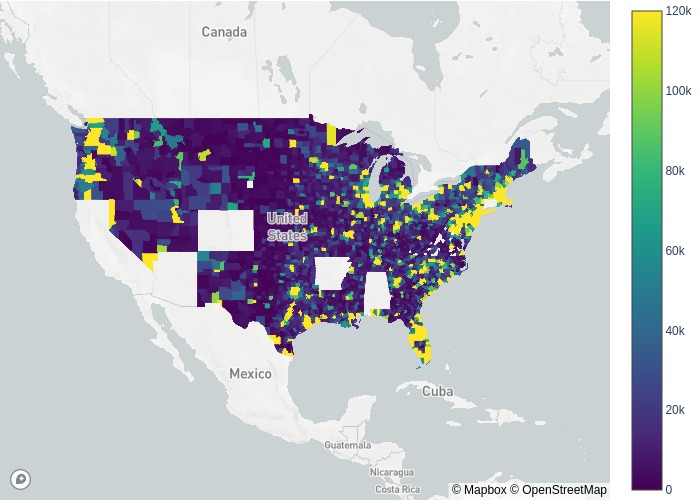 Canada
United
States
Mexico
Cuba
Guatemala
Nicaragua
Costa Rica
© Mapbox © OpenStreetMap
120k
100k
80k
60k
40k
20k
0